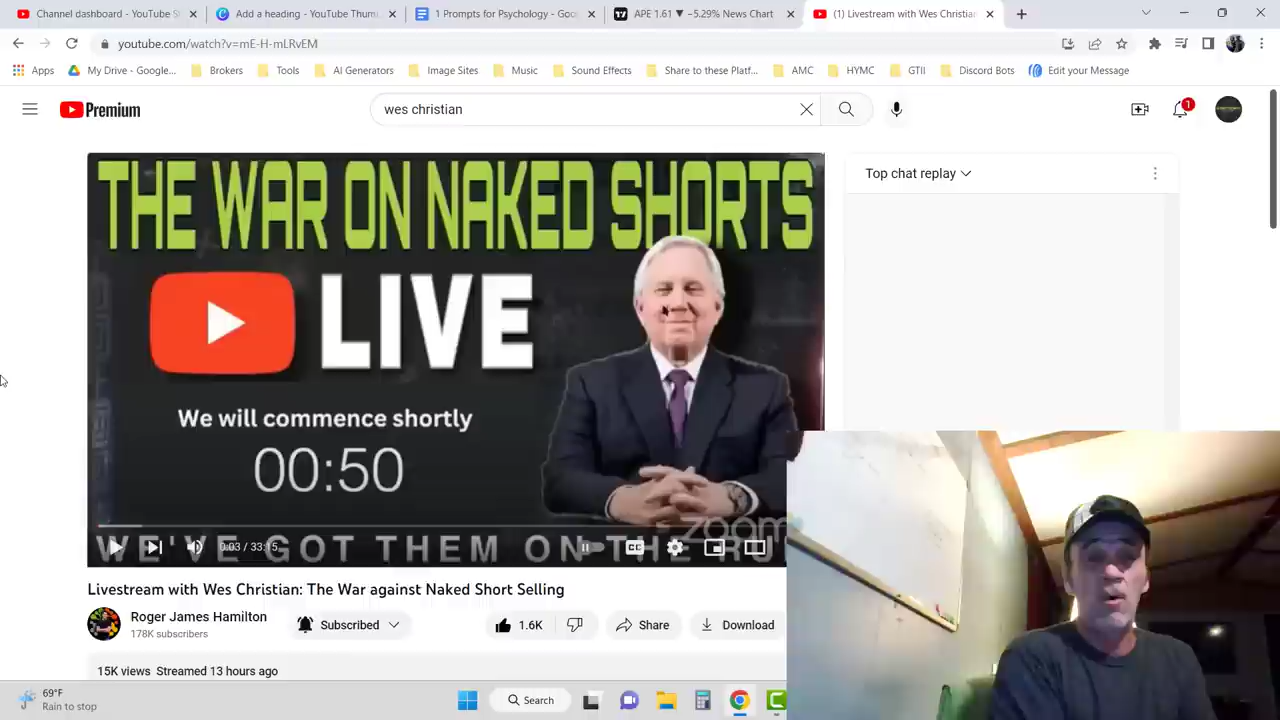 Channel dashboard - YouTube S
Add a heading - YouTube Thum
1 Prompts for Psychology - Goo
APE 1.61 ▼ −5.29% News Chart
(1) Livestream with Wes Christian
youtube.com/watch?v=mE-H-mLRvEM
Apps
My Drive - Google...
Brokers
Tools
AI Generators
Image Sites
Music
Sound Effects
Share to these Platf...
AMC
HYMC
GTII
Discord Bots
Edit your Message
Premium
wes christian
1
THE WAR ON NAKED SHORTS
LIVE
We will commence shortly
00:50
zoom
WE'VE GOT THEM ON THE RU
0:03 / 33:15
CC
Top chat replay
Livestream with Wes Christian: The War against Naked Short Selling
Roger James Hamilton
178K subscribers
Subscribed
1.6K
Share
Download
15K views Streamed 13 hours ago
69°F
Rain to stop
Search